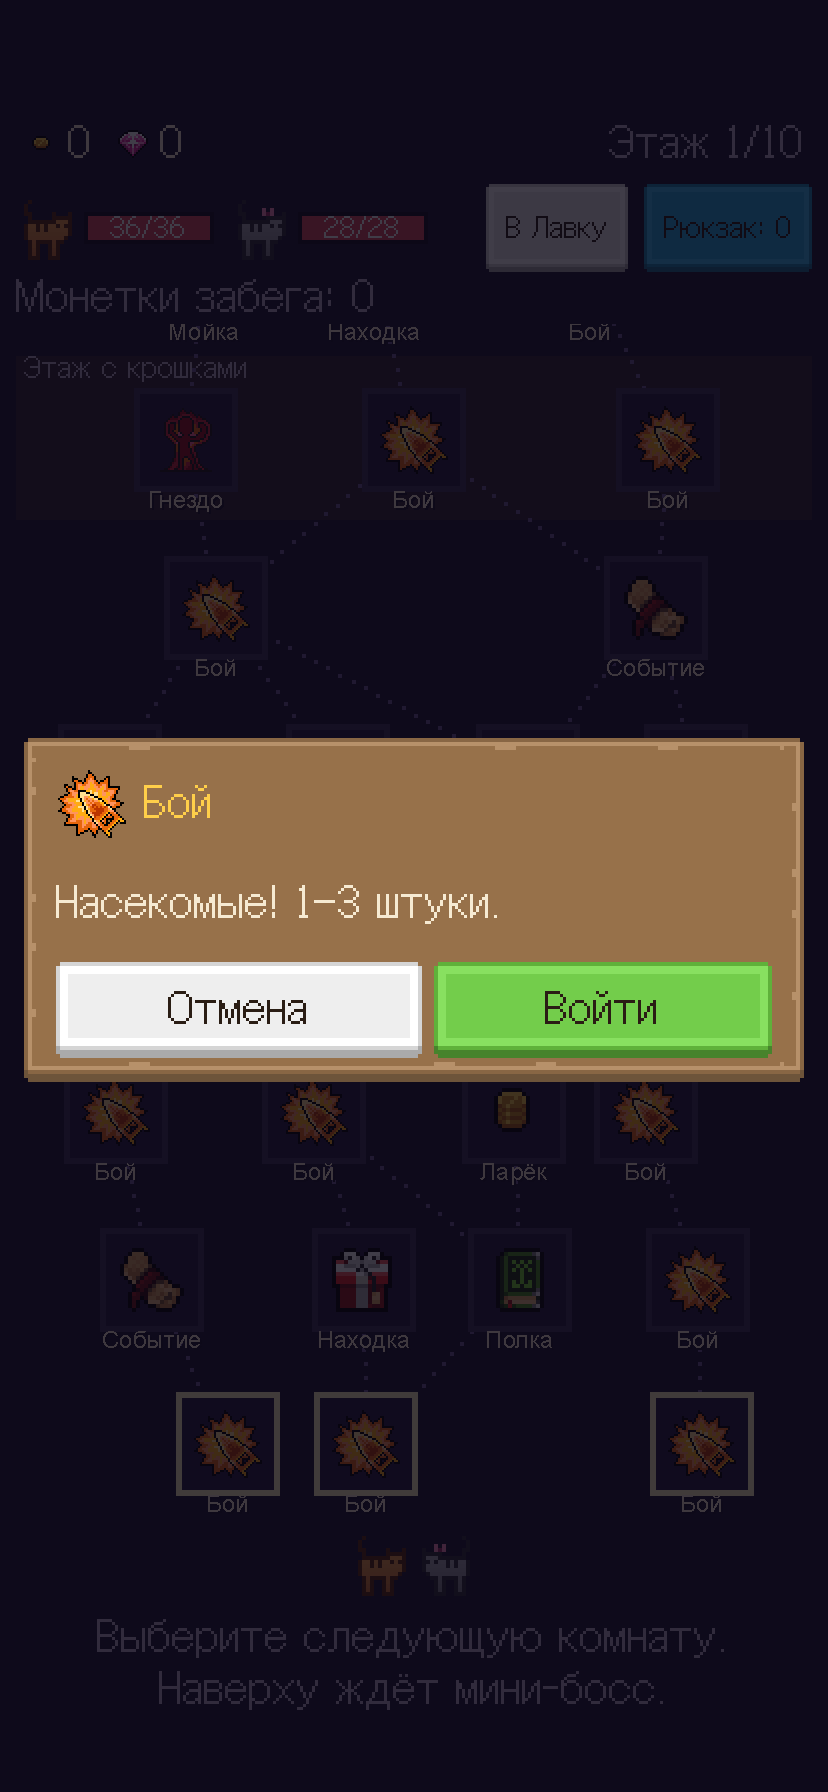 0 0 Этаж 1/10
36/36 28/28 В Лавку Рюкзак: 0
Монетки забега: 0
Мойка Находка Бой
Этаж с крошками
Гнездо Бой Бой
Бой Событие
Бой
Насекомые! 1–3 штуки.
Отмена Войти
Бой Бой Ларёк Бой
Событие Находка Полка Бой
Бой Бой Бой
Выберите следующую комнату.
Наверху ждёт мини-босс.